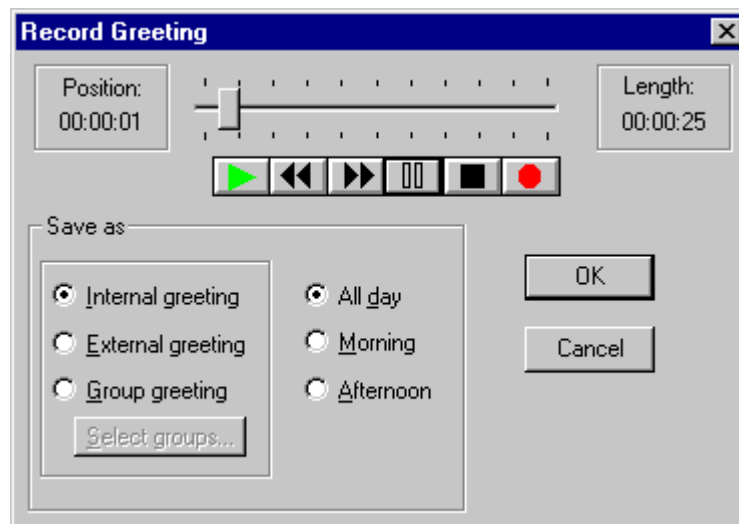 Record Greeting
Position:
00:00:01
Length:
00:00:25
Save as
Internal greeting
External greeting
Group greeting
Select groups...
All day
Morning
Afternoon
OK
Cancel